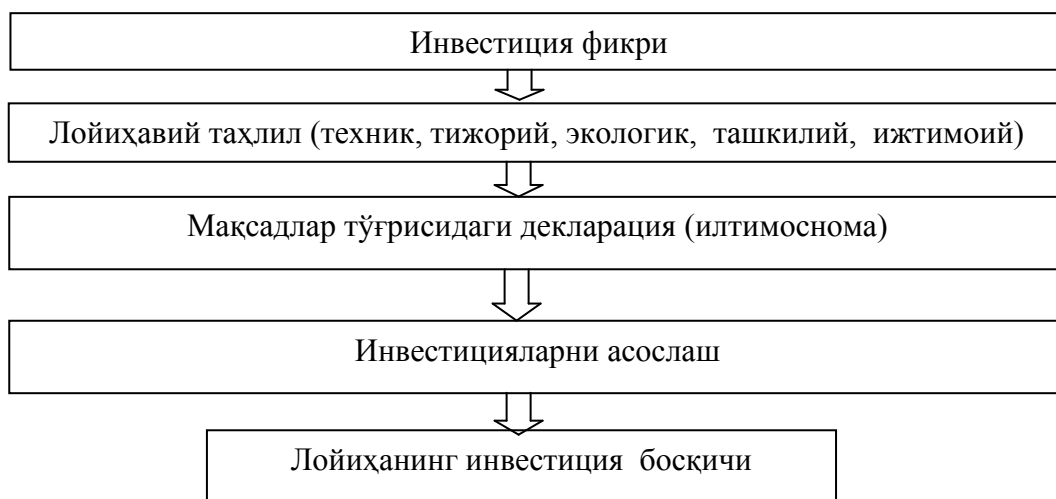 Инвестиция фикри
Лойиҳавий таҳлил (техник, тижорий, экологик, ташкилий, ижтимоий)
Мақсадлар тўғрисидаги декларация (илтимоснома)
Инвестицияларни асослаш
Лойиҳанинг инвестиция босқичи